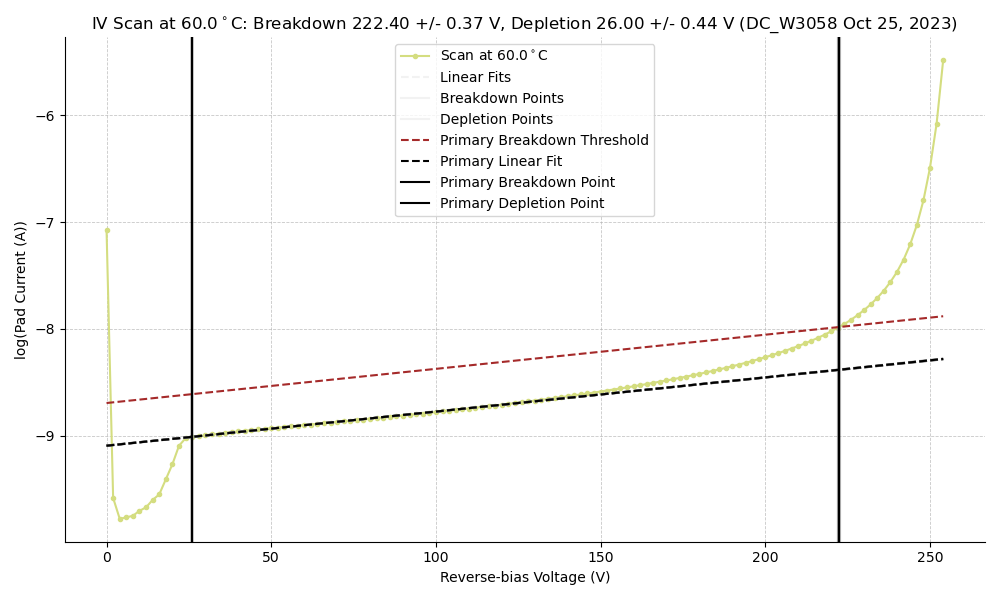 IV Scan at 60.0°C: Breakdown 222.40 +/- 0.37 V, Depletion 26.00 +/- 0.44 V (DC_W3058 Oct 25, 2023)
Scan at 60.0°C
Linear Fits
Breakdown Points
Depletion Points
Primary Breakdown Threshold
Primary Linear Fit
Primary Breakdown Point
Primary Depletion Point
log(Pad Current (A))
−6
−7
−8
−9
0 50 100 150 200 250
Reverse-bias Voltage (V)